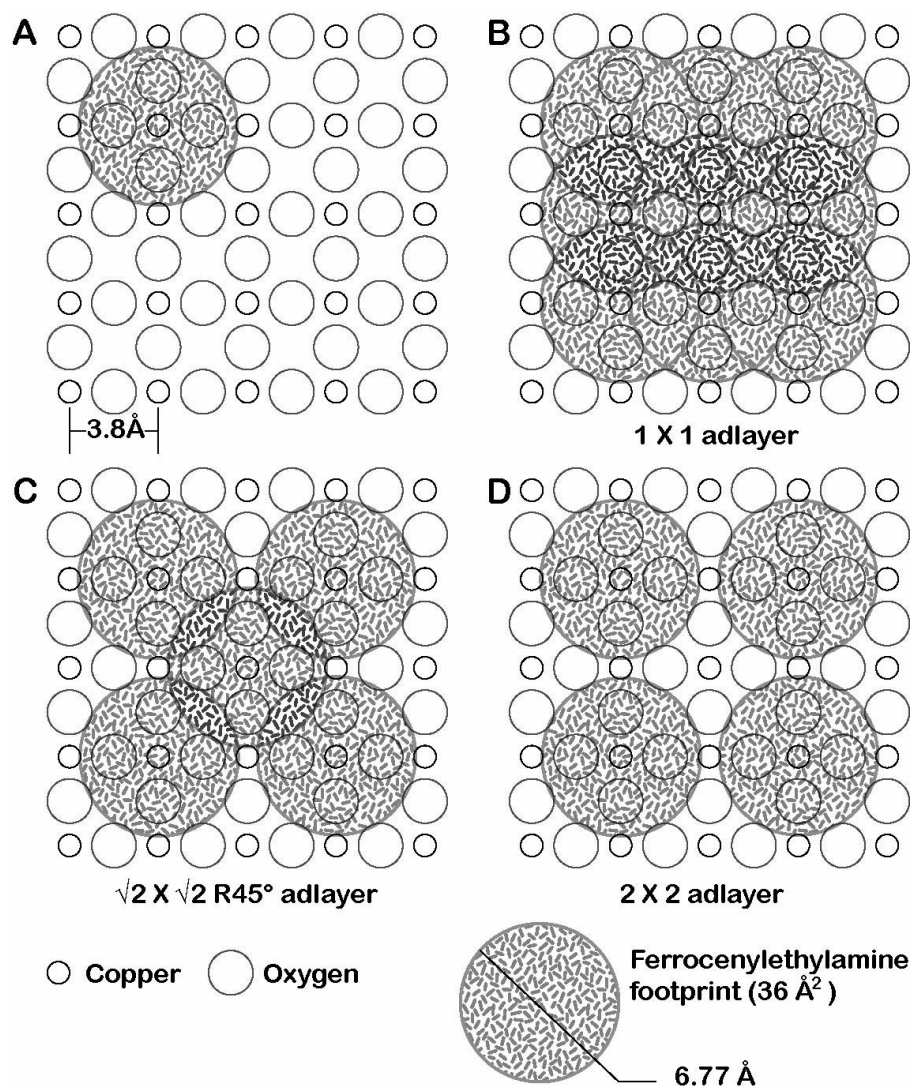 A
B
3.8Å
1 X 1 adlayer
C
D
√2 X √2 R45° adlayer
2 X 2 adlayer
Copper
Oxygen
Ferrocenylethylamine
footprint (36 Å²)
6.77 Å